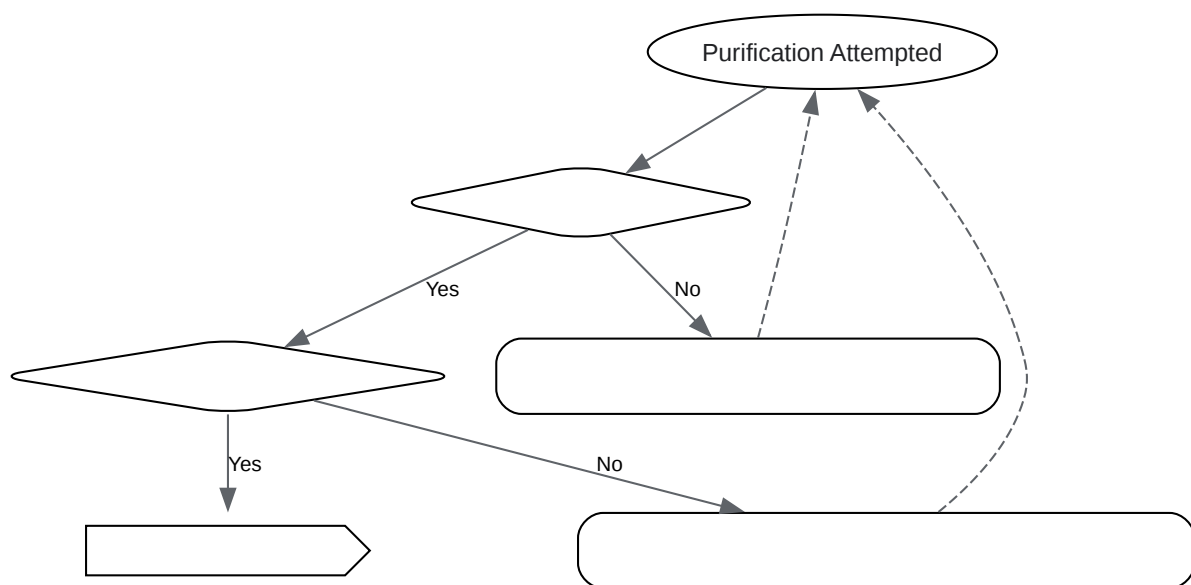 Purification Attempted
Yes
No
Yes
No